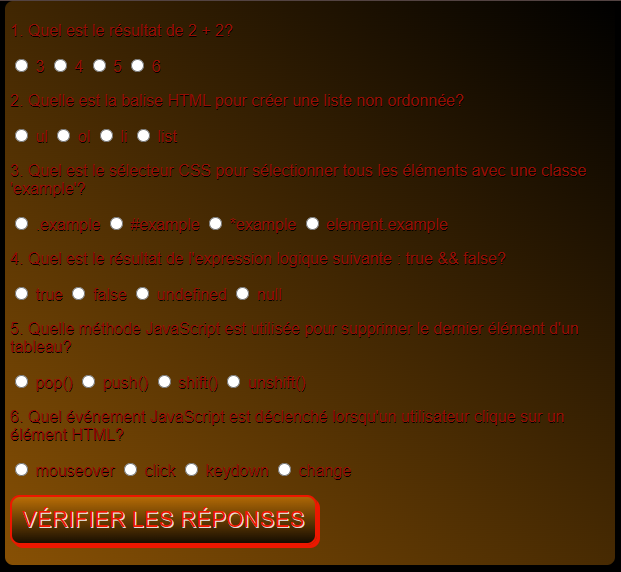 1. Quel est le résultat de 2 + 2?
3 4 5 6
2. Quelle est la balise HTML pour créer une liste non ordonnée?
ul ol li list
3. Quel est le sélecteur CSS pour sélectionner tous les éléments avec une classe
'example'?
.example #example *example element.example
4. Quel est le résultat de l'expression logique suivante : true && false?
true false undefined null
5. Quelle méthode JavaScript est utilisée pour supprimer le dernier élément d'un
tableau?
pop() push() shift() unshift()
6. Quel événement JavaScript est déclenché lorsqu'un utilisateur clique sur un
élément HTML?
mouseover click keydown change
VÉRIFIER LES RÉPONSES